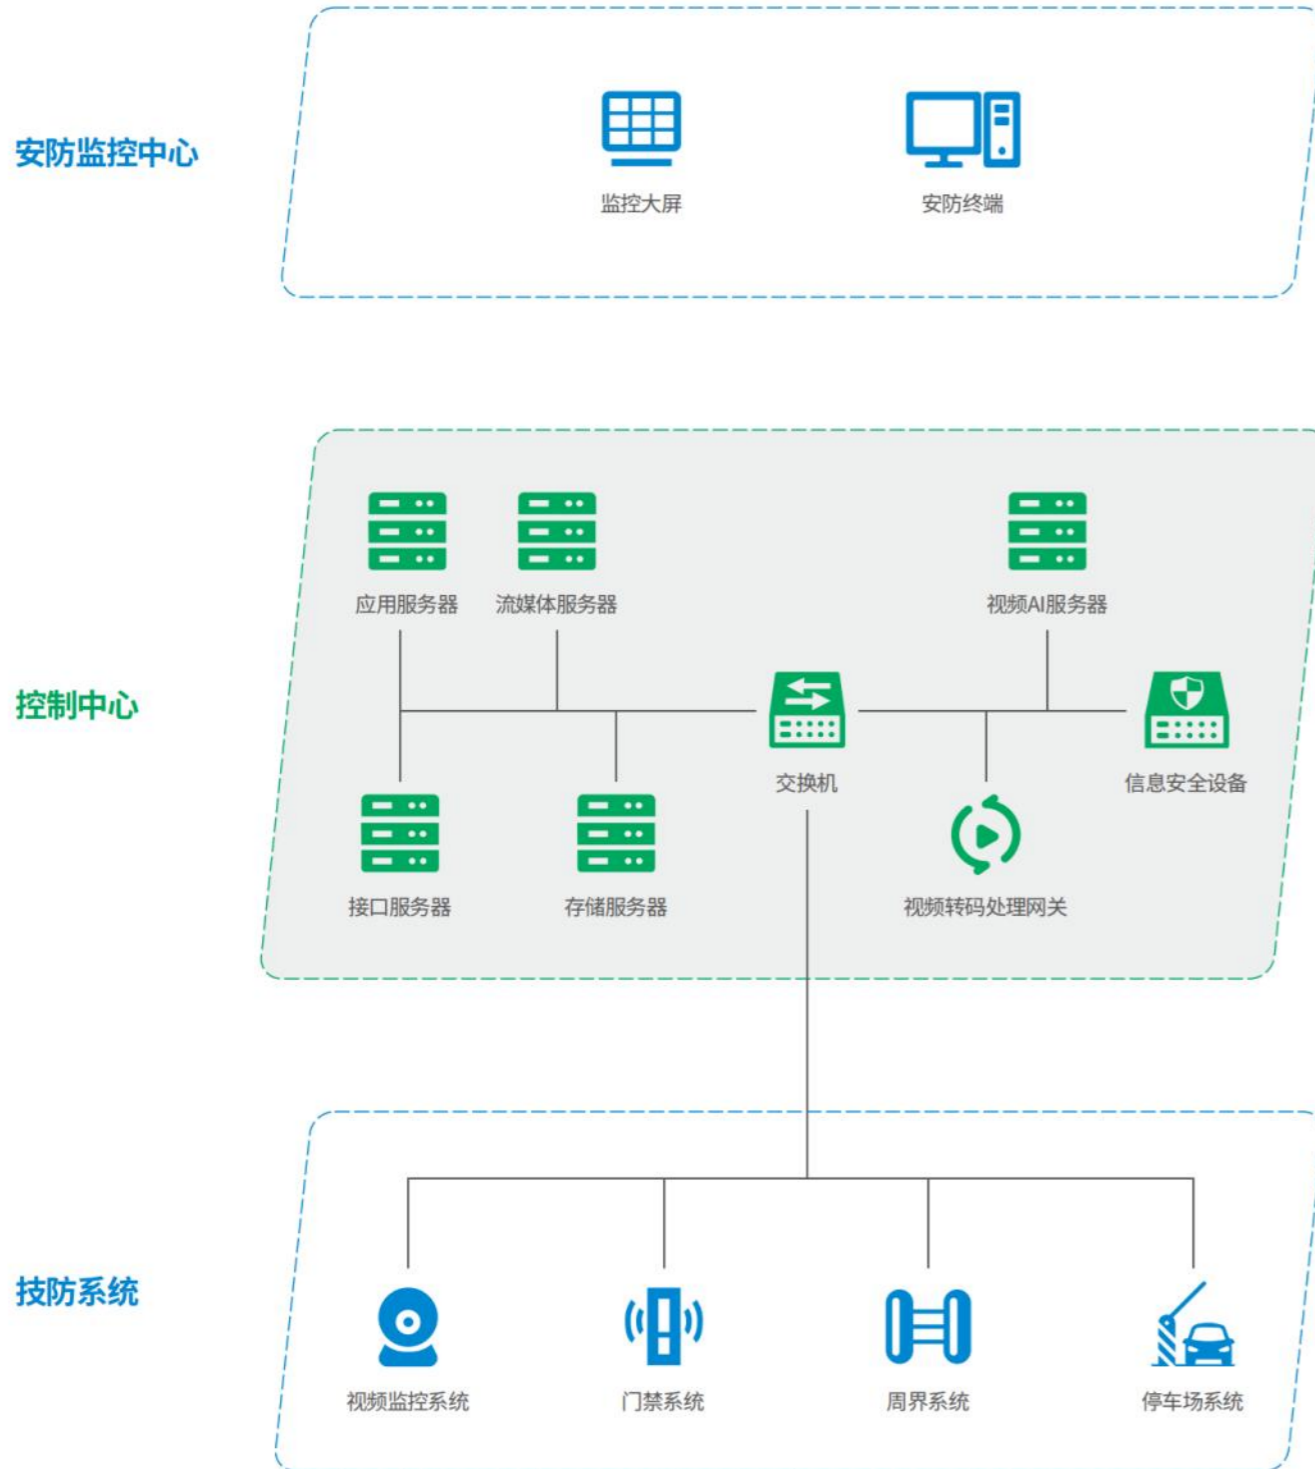 安防监控中心
监控大屏
安防终端
应用服务器
流媒体服务器
视频AI服务器
控制中心
交换机
信息安全设备
接口服务器
存储服务器
视频转码处理网关
技防系统
视频监控系统
门禁系统
周界系统
停车场系统